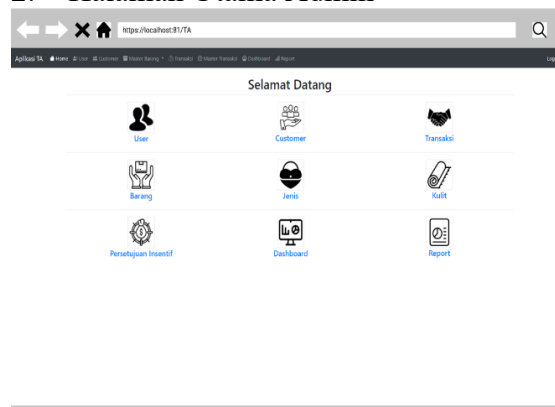 https://localhost:81/TA
Aplikasi TA Home User Customer Master Barang Transaksi Master Transaksi Dashboard Report
Selamat Datang
User Customer Transaksi
Barang Jenis Kulit
Persetujuan Insentif Dashboard Report